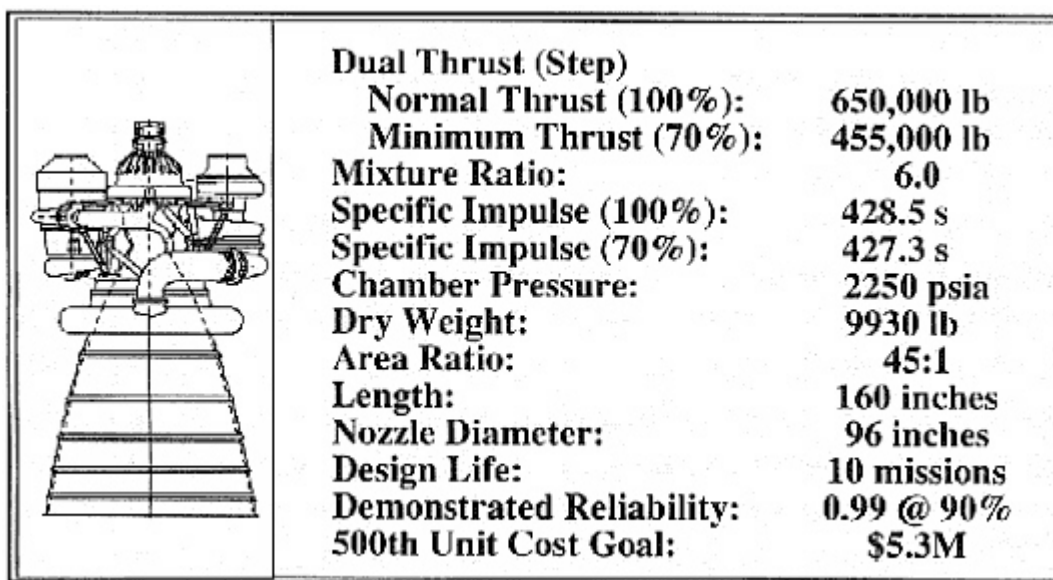 Dual Thrust (Step)
Normal Thrust (100%): 650,000 lb
Minimum Thrust (70%): 455,000 lb
Mixture Ratio: 6.0
Specific Impulse (100%): 428.5 s
Specific Impulse (70%): 427.3 s
Chamber Pressure: 2250 psia
Dry Weight: 9930 lb
Area Ratio: 45:1
Length: 160 inches
Nozzle Diameter: 96 inches
Design Life: 10 missions
Demonstrated Reliability: 0.99 @ 90%
500th Unit Cost Goal: $5.3M